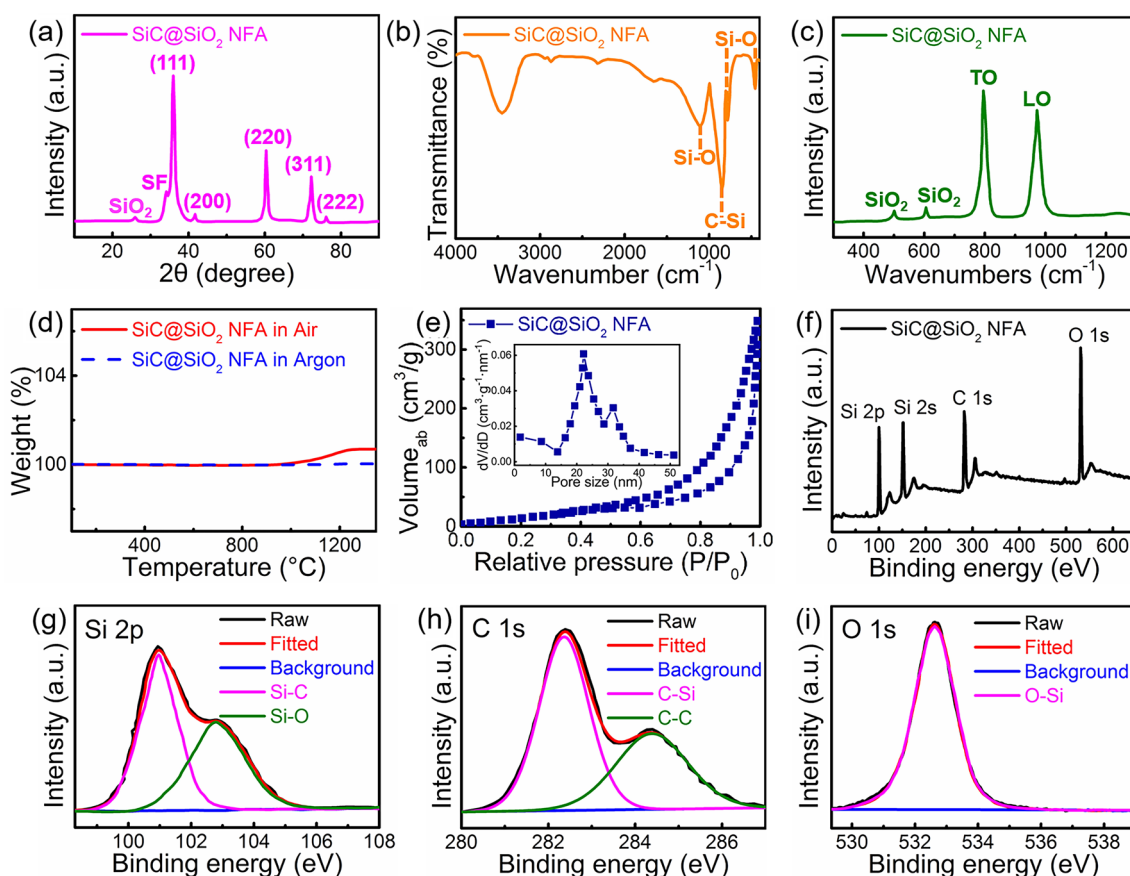 (a)
SiC@SiO₂ NFA
(111)
SF
SiO₂
(200)
(220)
(311)
(222)
Intensity (a.u.)
20 40 60 80
2θ (degree)
(b)
SiC@SiO₂ NFA
Si-O
Si-O
C-Si
Transmittance (%)
4000 3000 2000 1000
Wavenumber (cm⁻¹)
(c)
SiC@SiO₂ NFA
TO
LO
SiO₂
SiO₂
Intensity (a.u.)
400 600 800 1000 1200
Wavenumbers (cm⁻¹)
(d)
SiC@SiO₂ NFA in Air
SiC@SiO₂ NFA in Argon
104
100
Weight (%)
400 800 1200
Temperature (°C)
(e)
SiC@SiO₂ NFA
300
200
100
0
Volumeₐb (cm³/g)
0.06
0.04
0.02
0.00
dV/dD (cm³·g⁻¹·nm⁻¹)
0 10 20 30 40 50
Pore size (nm)
0.0 0.2 0.4 0.6 0.8 1.0
Relative pressure (P/P₀)
(f)
SiC@SiO₂ NFA
O 1s
C 1s
Si 2s
Si 2p
Intensity (a.u.)
0 100 200 300 400 500 600
Binding energy (eV)
(g)
Si 2p
Raw
Fitted
Background
Si-C
Si-O
Intensity (a.u.)
100 102 104 106 108
Binding energy (eV)
(h)
C 1s
Raw
Fitted
Background
C-Si
C-C
Intensity (a.u.)
280 282 284 286
Binding energy (eV)
(i)
O 1s
Raw
Fitted
Background
O-Si
Intensity (a.u.)
530 532 534 536 538
Binding energy (eV)